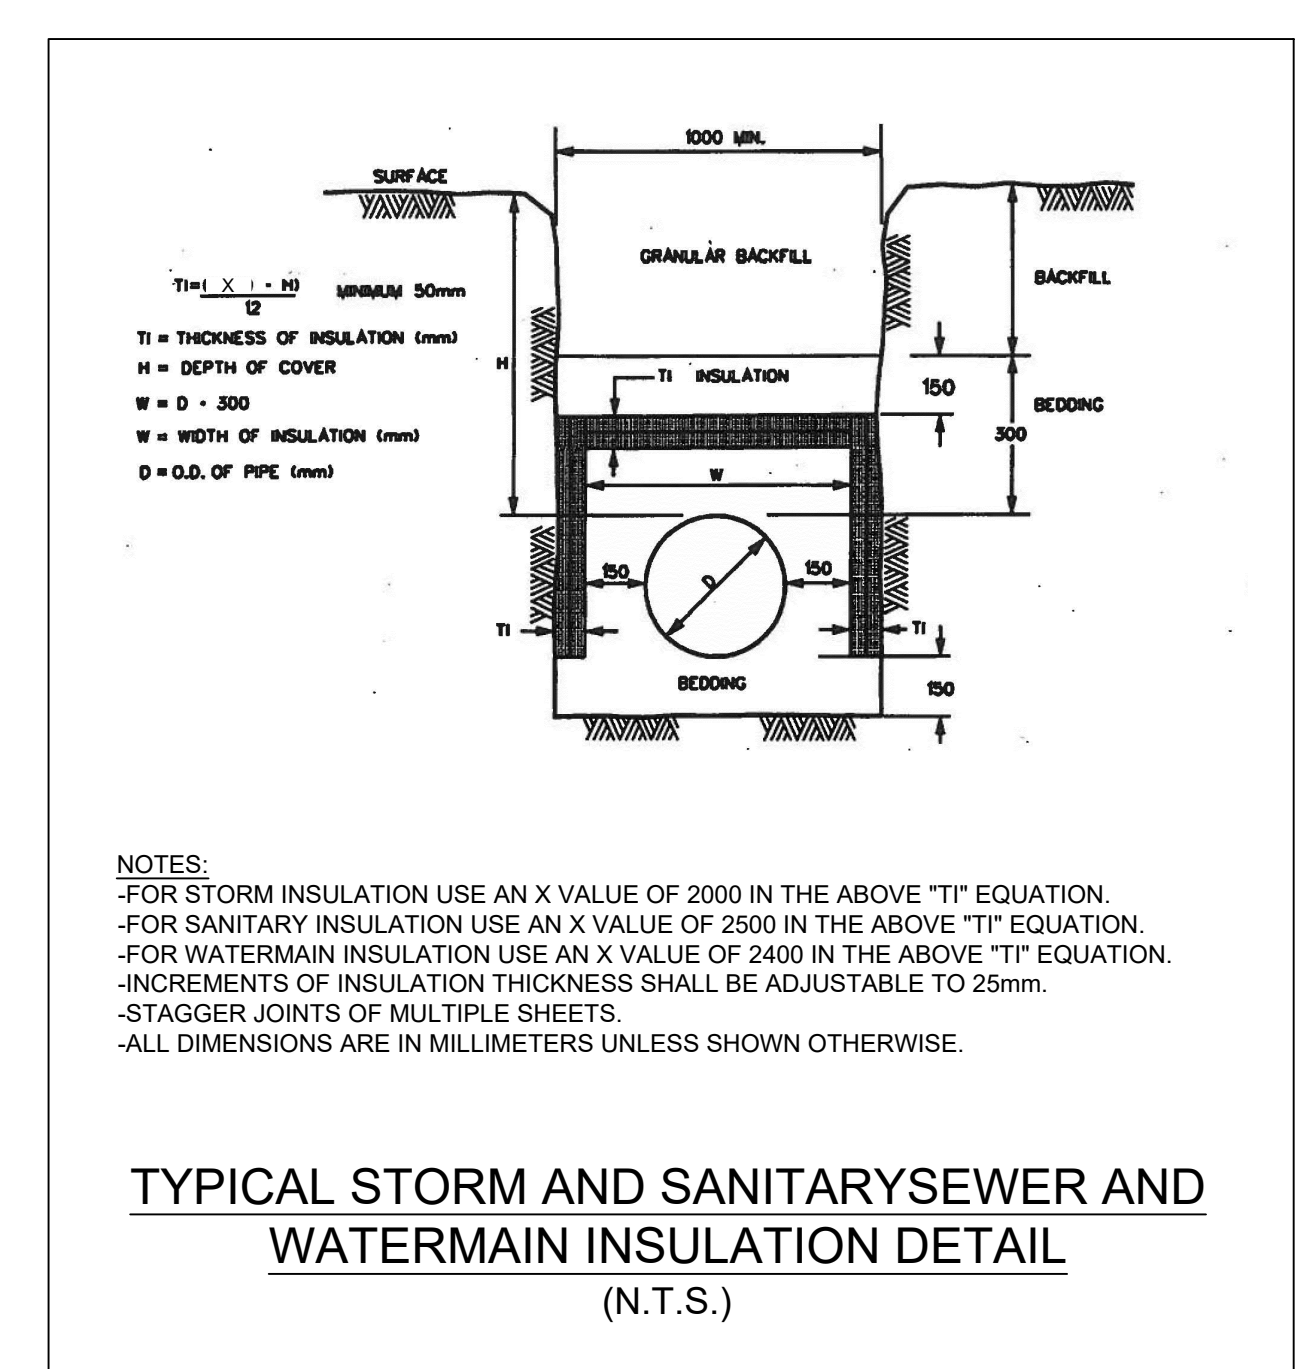 1000 MIN.
SURFACE
GRANULAR BACKFILL
BACKFILL
TI=( X ) - H)
12
MINIMUM 50mm
TI = THICKNESS OF INSULATION (mm)
H = DEPTH OF COVER
W = D + 300
W = WIDTH OF INSULATION (mm)
D = O.D. OF PIPE (mm)
H
TI INSULATION
150
BEDDING
300
W
150
D
150
TI
TI
BEDDING
150
NOTES:
-FOR STORM INSULATION USE AN X VALUE OF 2000 IN THE ABOVE "TI" EQUATION.
-FOR SANITARY INSULATION USE AN X VALUE OF 2500 IN THE ABOVE "TI" EQUATION.
-FOR WATERMAIN INSULATION USE AN X VALUE OF 2400 IN THE ABOVE "TI" EQUATION.
-INCREMENTS OF INSULATION THICKNESS SHALL BE ADJUSTABLE TO 25mm.
-STAGGER JOINTS OF MULTIPLE SHEETS.
-ALL DIMENSIONS ARE IN MILLIMETERS UNLESS SHOWN OTHERWISE.
TYPICAL STORM AND SANITARYSEWER AND
WATERMAIN INSULATION DETAIL
(N.T.S.)